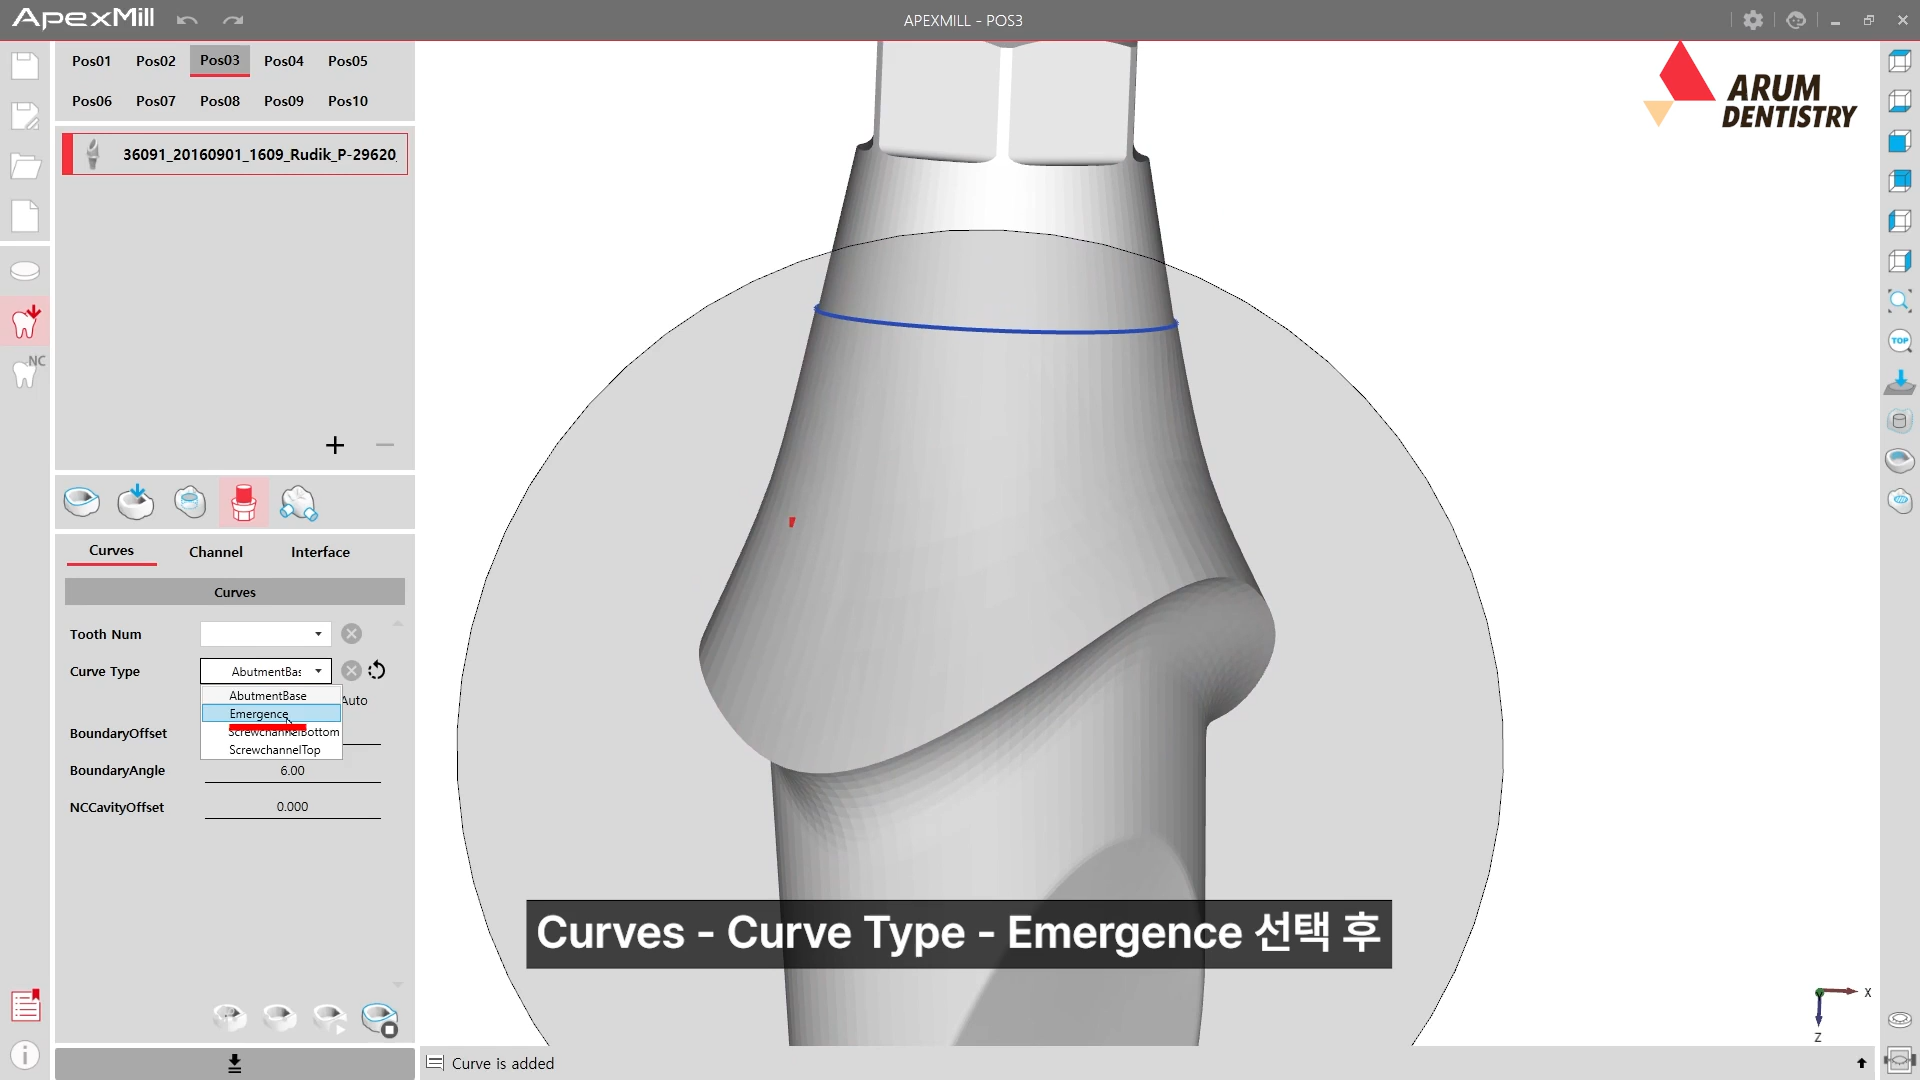 ApexMill
APEXMILL - POS3
Pos01 Pos02 Pos03 Pos04 Pos05
Pos06 Pos07 Pos08 Pos09 Pos10
36091_20160901_1609_Rudik_P-29620_
NC
Curves Channel Interface
Curves
Tooth Num
Curve Type AbutmentBas
AbutmentBase
Auto
Emergence
BoundaryOffset
ScrewchannelBottom
ScrewchannelTop
BoundaryAngle 6.00
NCCavityOffset 0.000
ARUM
DENTISTRY
TOP
Curves - Curve Type - Emergence 선택 후
X
Z
Curve is added